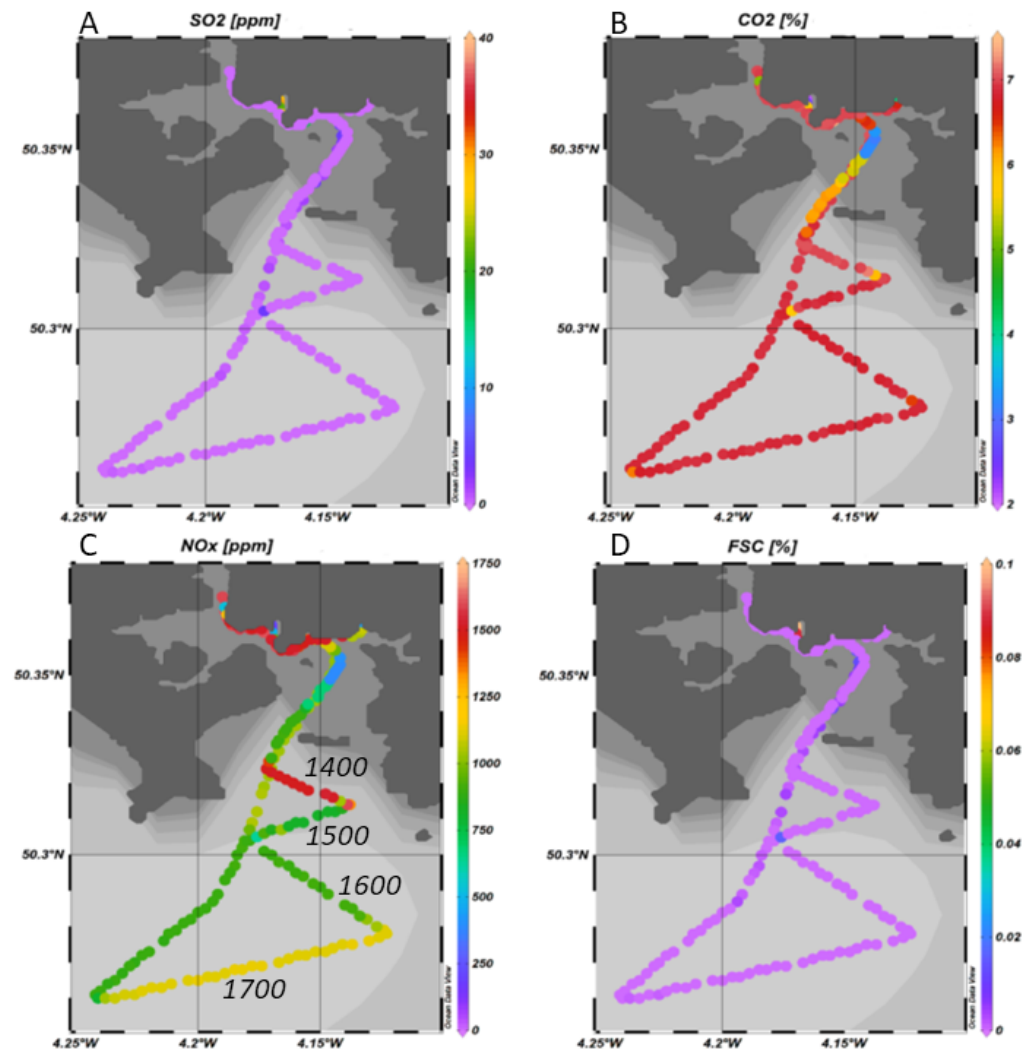 A
SO2 [ppm]
40
30
20
10
0
50.35°N
50.3°N
4.25°W 4.2°W 4.15°W
Ocean Data View
B
CO2 [%]
7
6
5
4
3
2
50.35°N
50.3°N
4.25°W 4.2°W 4.15°W
Ocean Data View
C
NOx [ppm]
1750
1500
1250
1000
750
500
250
0
50.35°N
50.3°N
1400
1500
1600
1700
4.25°W 4.2°W 4.15°W
Ocean Data View
D
FSC [%]
0.1
0.08
0.06
0.04
0.02
0
50.35°N
50.3°N
4.25°W 4.2°W 4.15°W
Ocean Data View